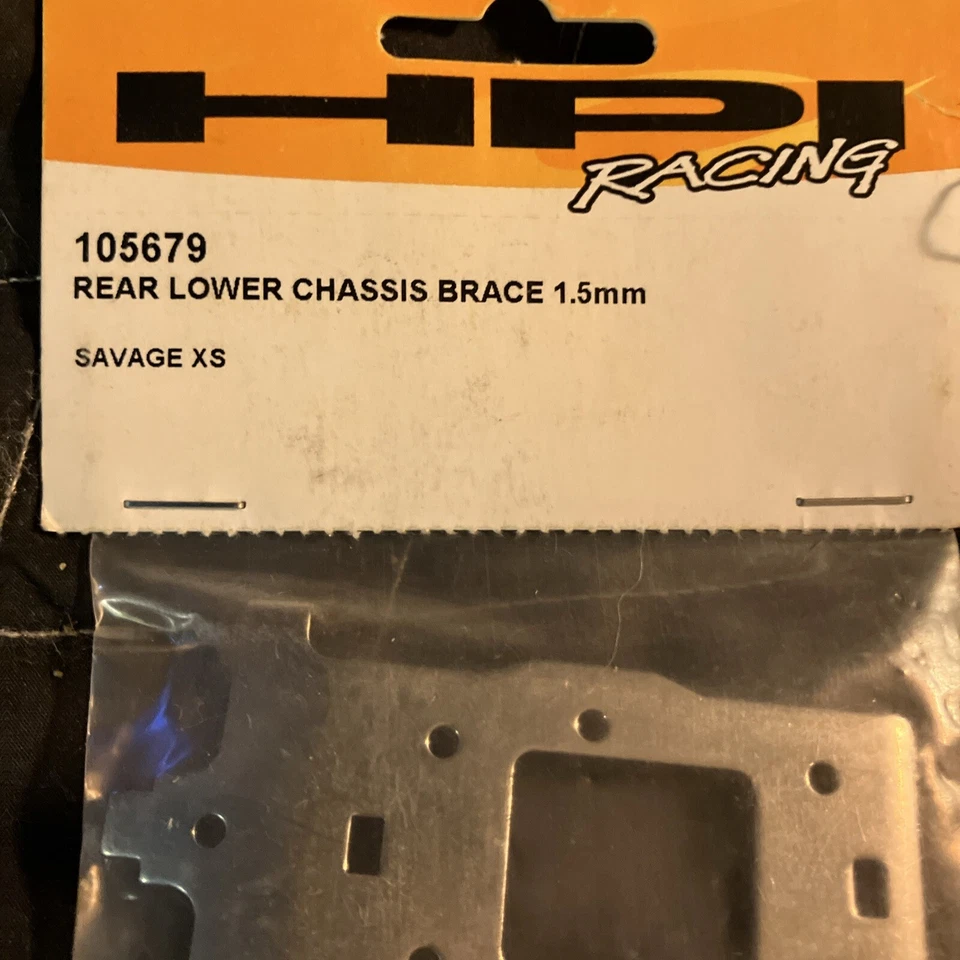 HPI
RACING
105679
REAR LOWER CHASSIS BRACE 1.5mm
SAVAGE XS